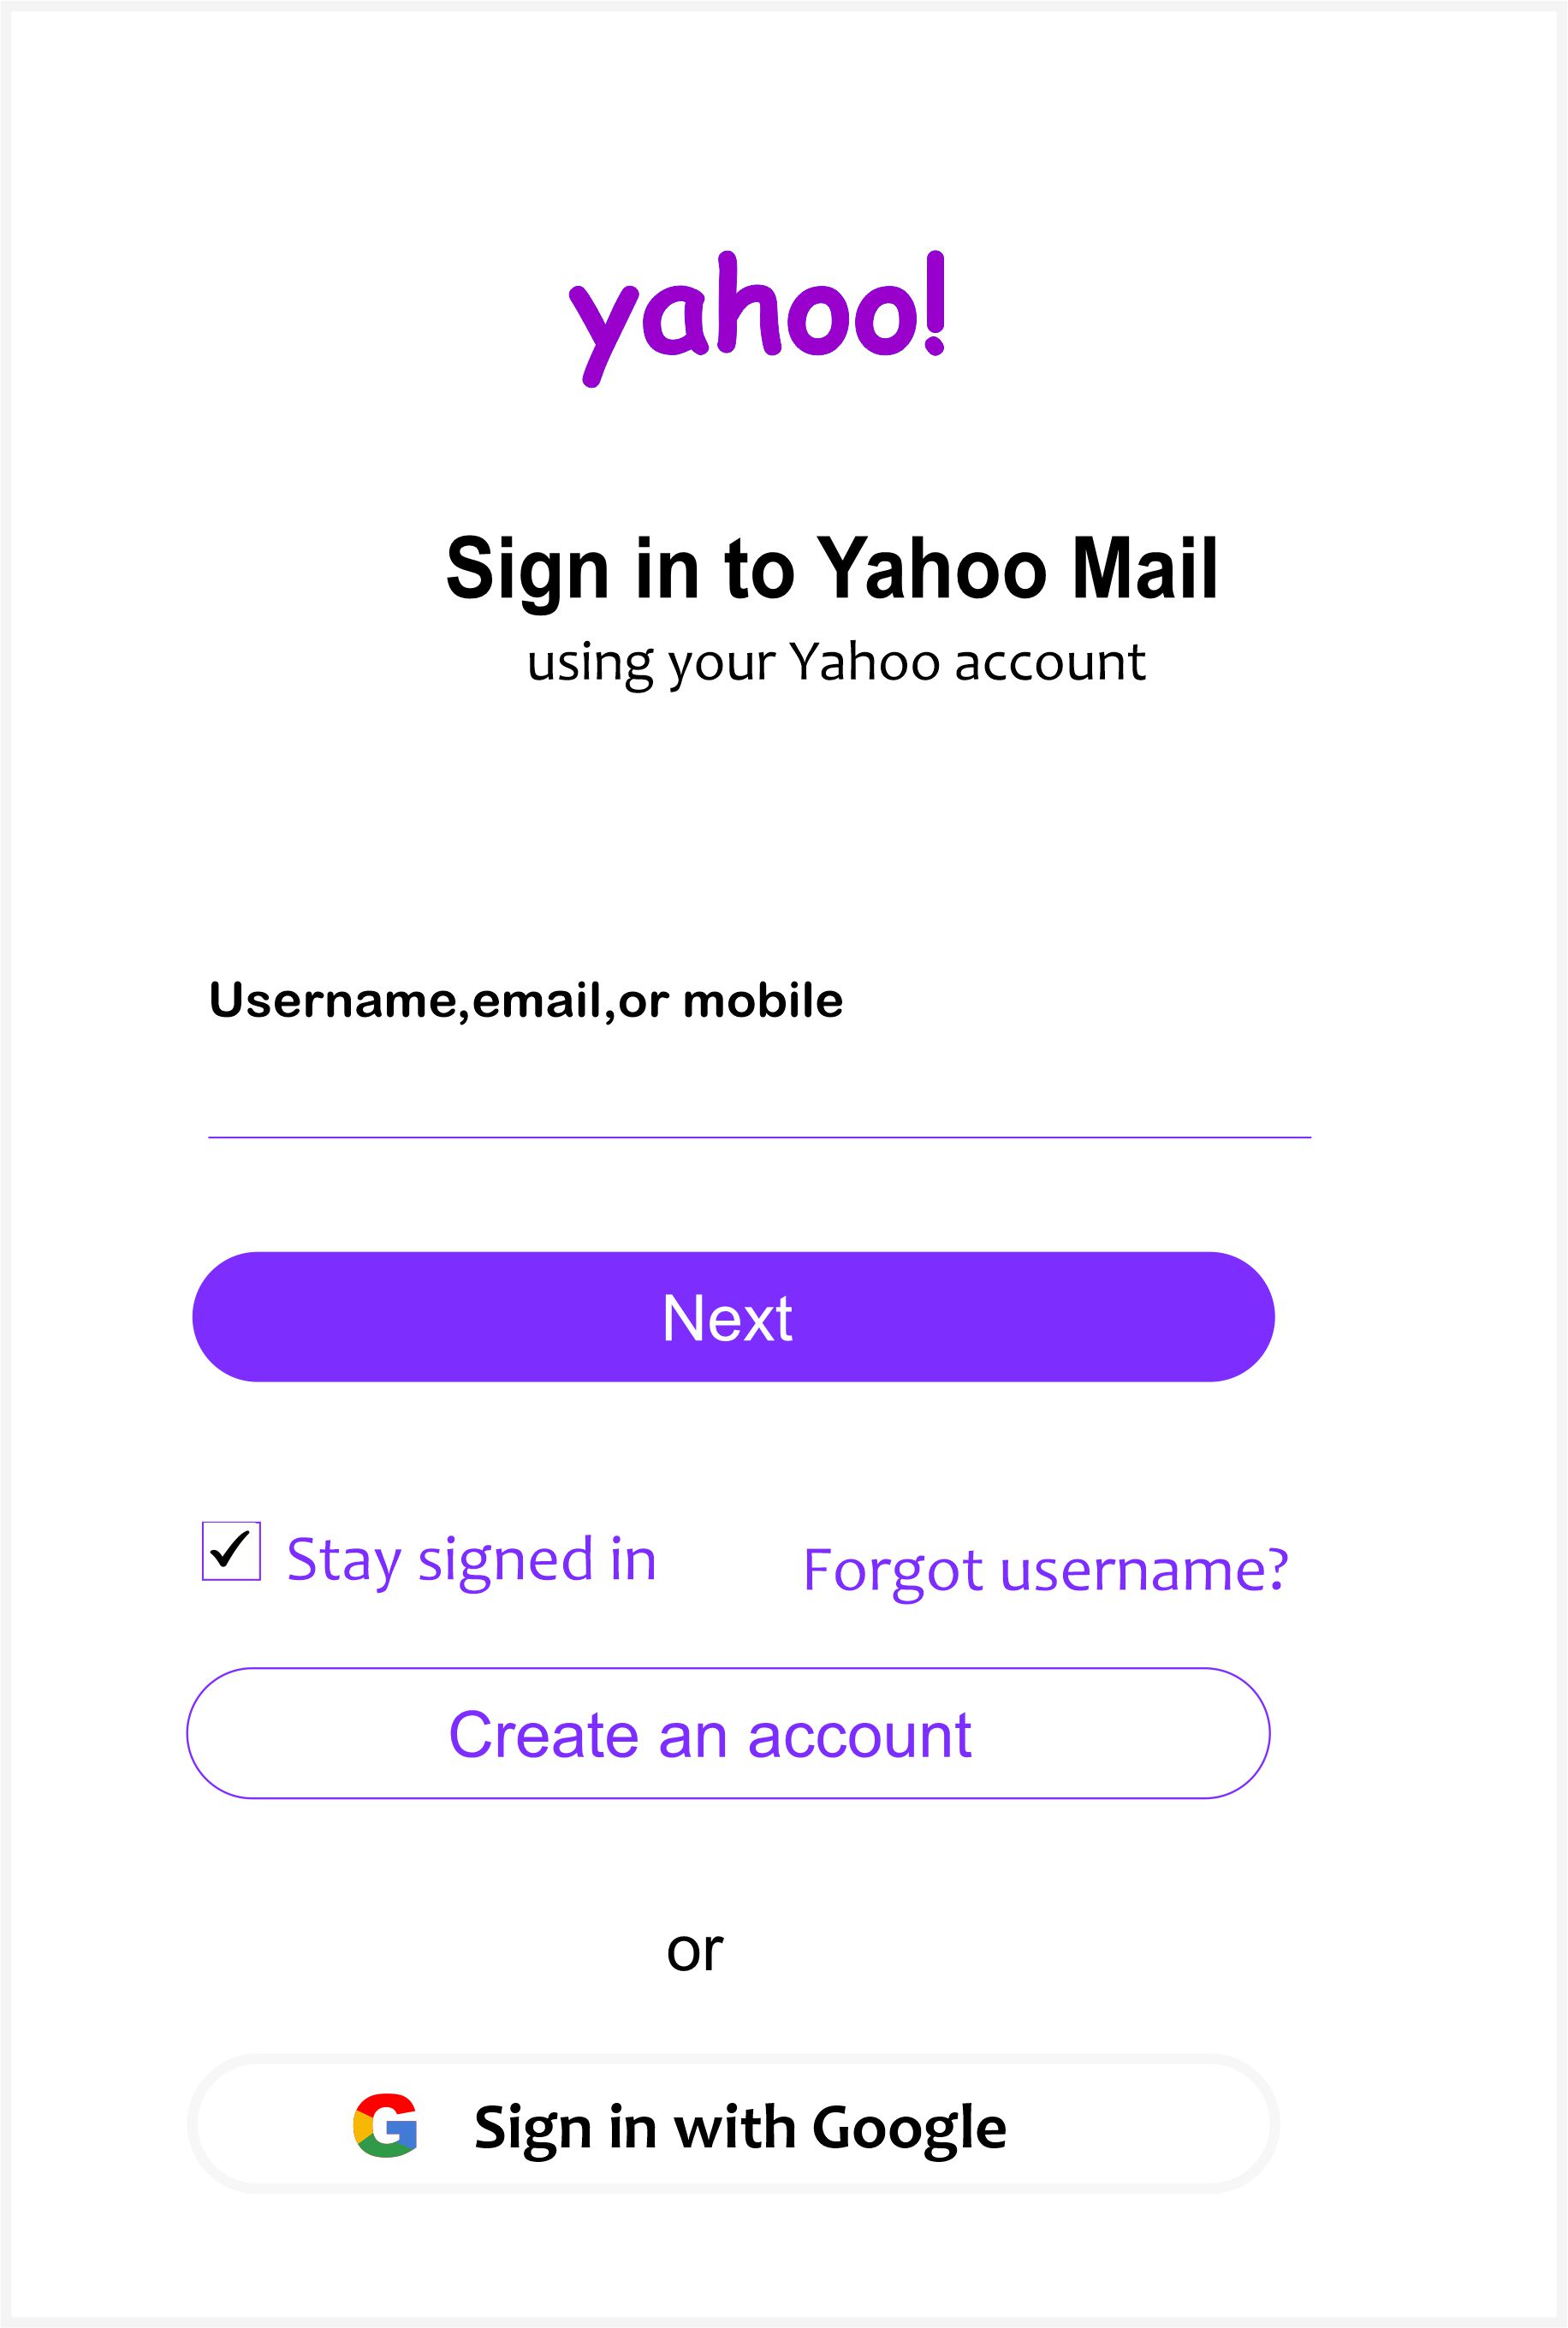 yahoo!
Sign in to Yahoo Mail
using your Yahoo account
Username,email,or mobile
Next
Stay signed in
Forgot username?
Create an account
or
G Sign in with Google